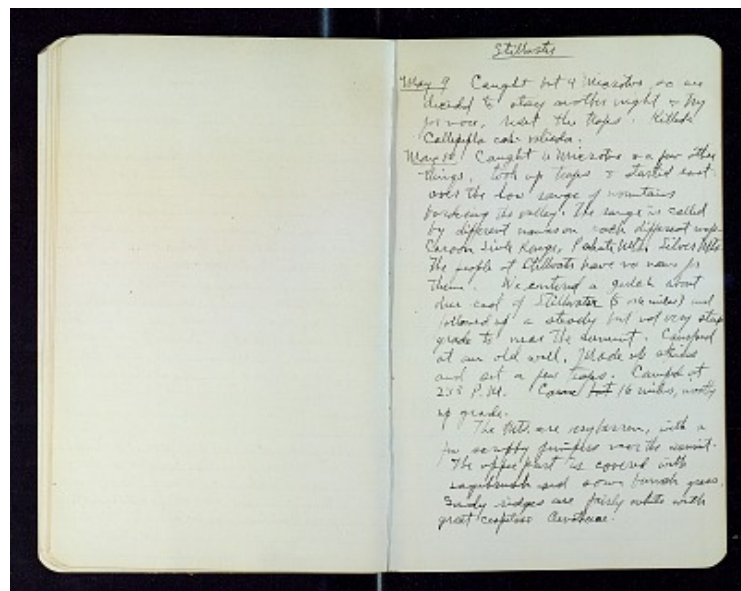 Stillwater
May 9 Caught but 4 Microtus, so we
decided to stay another night & try
for more, reset the traps. Killed a
Callipepla cal. valicola.
May 10 Caught 11 Microtus & a few other
things. Took up traps & started east
over the low range of mountains
bordering the valley. The range is called
by different names on each different map
Carson Sink Range, Pahute Mts, Silver Mts.
The people at Stillwater have no name for
them. We entered a gulch about
due east of Stillwater (5 or 6 miles) and
followed up a steady but not very steep
grade to near the summit. Camped
at an old well. Made up skins
and set a few traps. Camped at
2:30 P.M. Came but 16 miles, mostly
up grade.
The Mts. are very barren, with a
few scrubby junipers near the summit.
The upper part is covered with
sagebrush and some bunch grass.
Sandy ridges are fairly white with
great